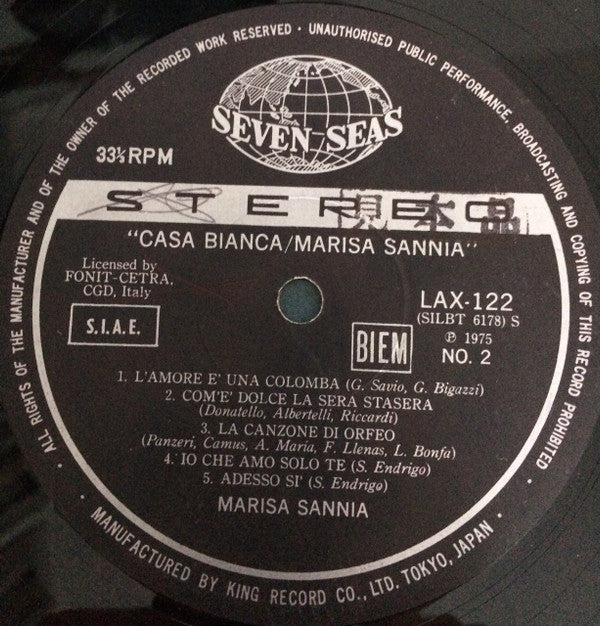 ALL RIGHTS OF THE MANUFACTURER AND OF THE OWNER OF THE RECORDED WORK RESERVED · UNAUTHORISED PUBLIC PERFORMANCE, BROADCASTING AND COPYING OF THIS RECORD PROHIBITED
SEVEN SEAS
33⅓RPM
STEREO
見本品
"CASA BIANCA/MARISA SANNIA"
Licensed by
FONIT-CETRA,
CGD, Italy
S.I.A.E.
BIEM
LAX-122
(SILBT 6178) S
Ⓟ 1975
NO. 2
1. L'AMORE E' UNA COLOMBA (G. Savio, G. Bigazzi)
2. COM'E' DOLCE LA SERA STASERA
(Donatello, Albertelli, Riccardi)
3. LA CANZONE DI ORFEO
(Panzeri, Camus, A. Maria, F. Llenas, L. Bonfa)
4. IO CHE AMO SOLO TE (S. Endrigo)
5. ADESSO SI' (S. Endrigo)
MARISA SANNIA
· MANUFACTURED BY KING RECORD CO., LTD. TOKYO, JAPAN ·